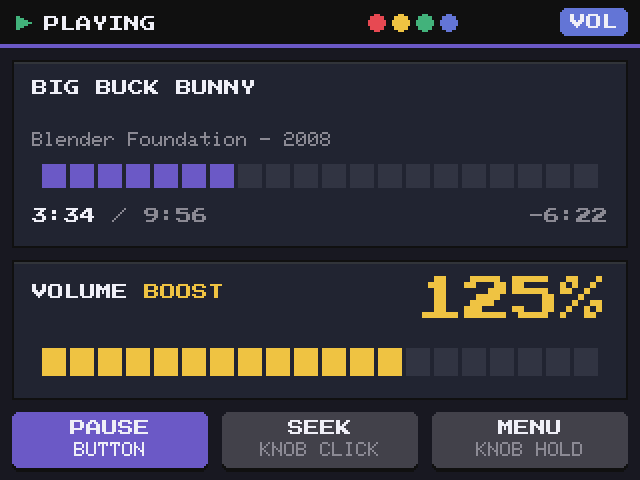 PLAYING
VOL
BIG BUCK BUNNY
Blender Foundation - 2008
3:34 / 9:56
-6:22
VOLUME BOOST
125%
PAUSE
BUTTON
SEEK
KNOB CLICK
MENU
KNOB HOLD